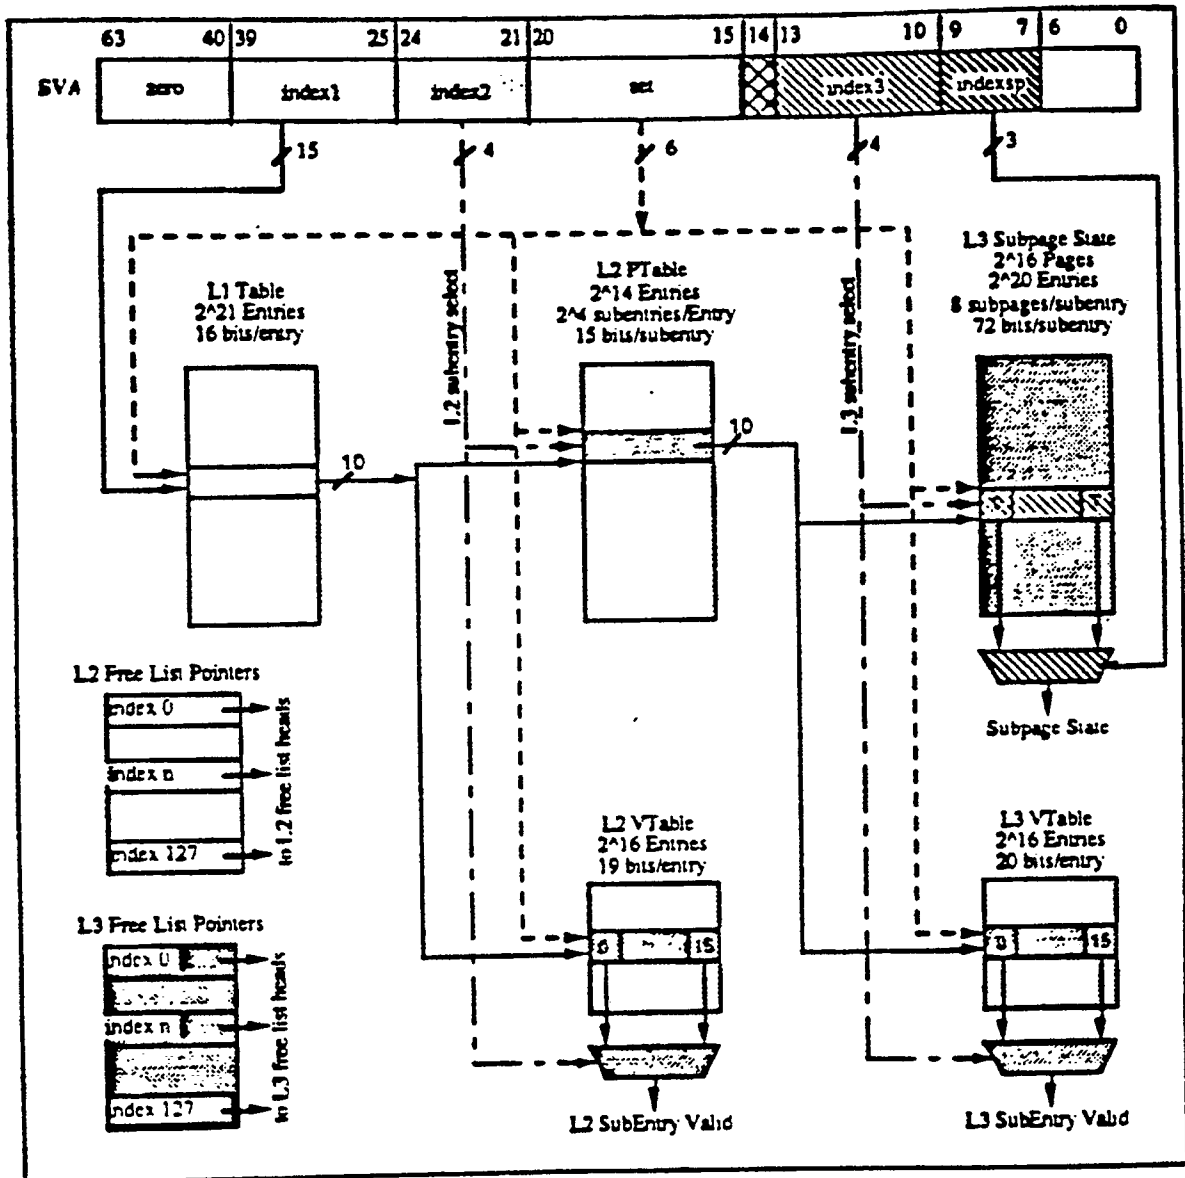 63 40 39 25 24 21 20 15 14 13 10 9 7 6 0
SVA zero index1 index2 set index3 indexsp
15 4 6 4 3
L1 Table
2^21 Entries
16 bits/entry
L2 subentry select
L2 PTable
2^14 Entries
2^4 subentries/Entry
15 bits/subentry
L3 subentry select
L3 Subpage State
2^16 Pages
2^20 Entries
8 subpages/subentry
72 bits/subentry
10
10
Subpage State
L2 Free List Pointers
index 0
index n
index 127
to L2 free list heads
L3 Free List Pointers
index 0
index n
index 127
to L3 free list heads
L2 VTable
2^16 Entries
19 bits/entry
0 15
L2 SubEntry Valid
L3 VTable
2^16 Entries
20 bits/entry
0 15
L3 SubEntry Valid